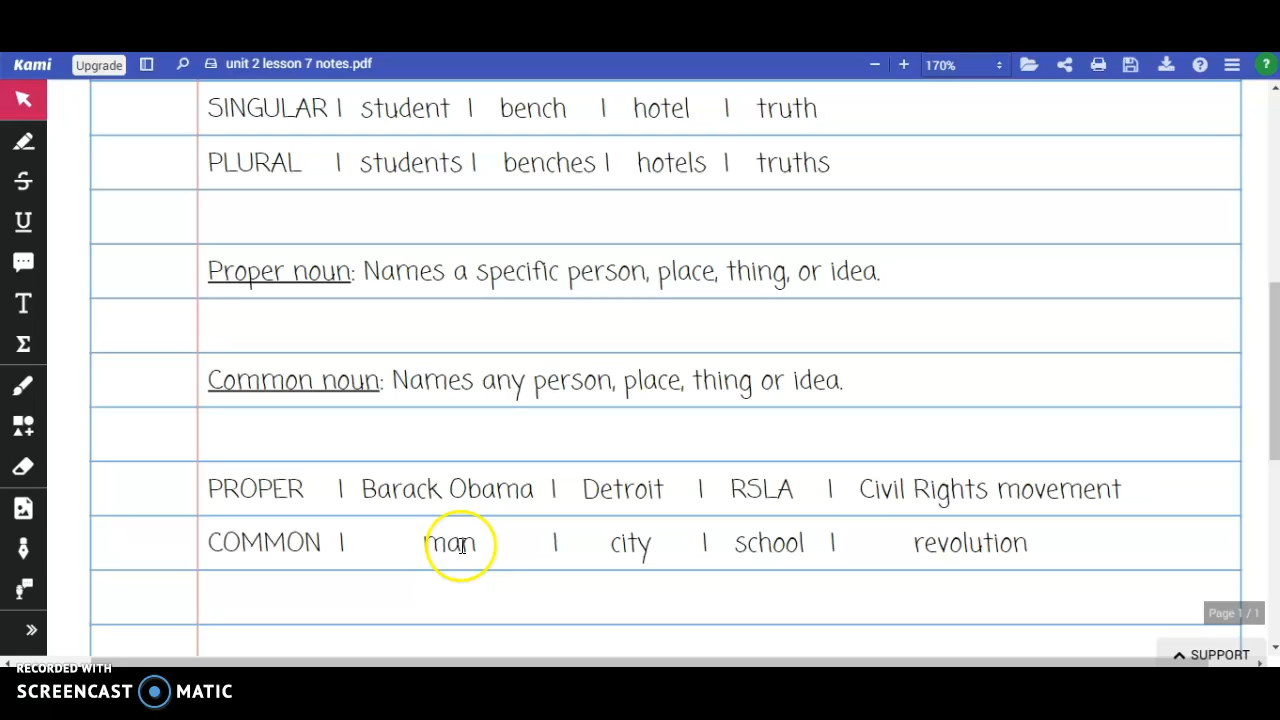 Kami Upgrade unit 2 lesson 7 notes.pdf − + 170% ?
SINGULAR | student | bench | hotel | truth
PLURAL | students | benches | hotels | truths
Proper noun: Names a specific person, place, thing, or idea.
Common noun: Names any person, place, thing or idea.
PROPER | Barack Obama | Detroit | RSLA | Civil Rights movement
COMMON | man | city | school | revolution
Page 1 / 1
SUPPORT
RECORDED WITH
SCREENCAST MATIC